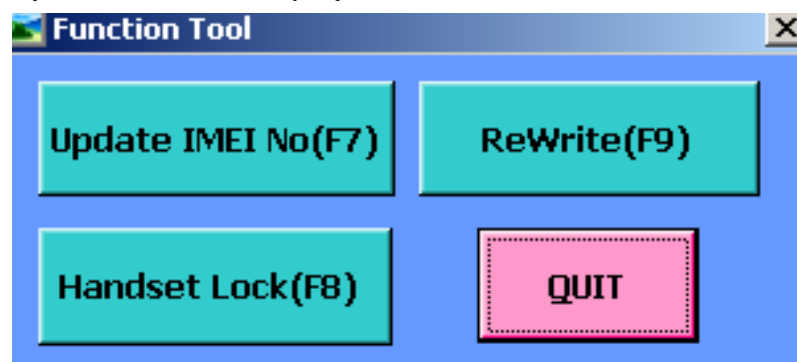 Function Tool
Update IMEI No(F7)
ReWrite(F9)
Handset Lock(F8)
QUIT